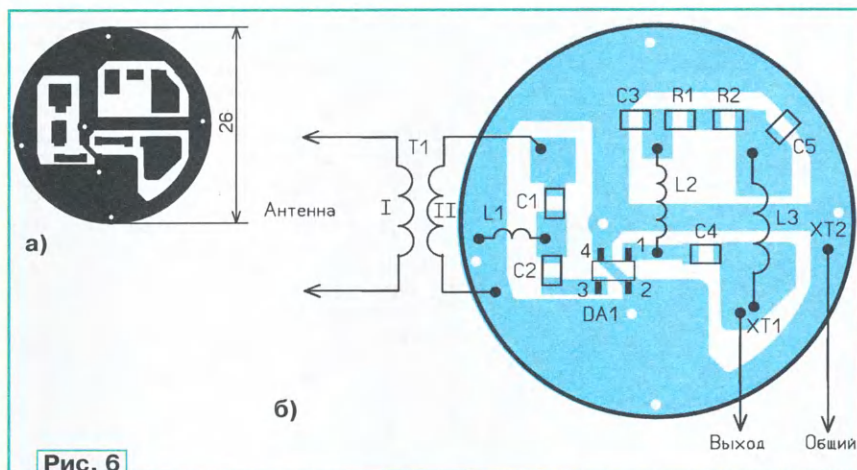 26
а)
Антенна
T1
I
II
L1
C1
C2
C3
R1
R2
C5
L2
L3
C4
XT2
4
1
3
2
DA1
XT1
б)
Выход
Общий
Рис. 6